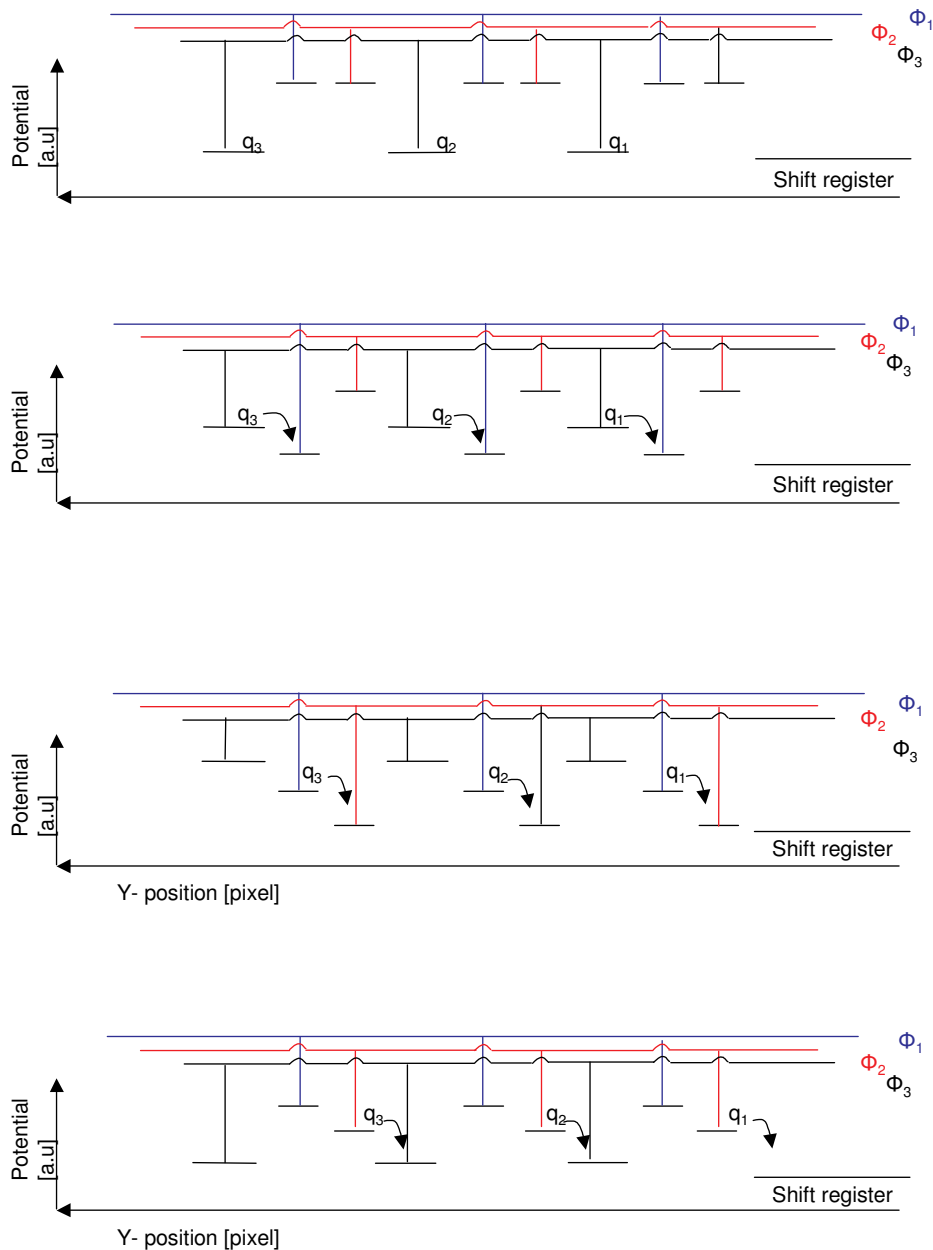 Φ1
Φ2
Φ3
Potential
[a.u]
q3
q2
q1
Shift register
Φ1
Φ2
Φ3
Potential
[a.u]
q3
q2
q1
Shift register
Φ1
Φ2
Φ3
Potential
[a.u]
q3
q2
q1
Shift register
Y- position [pixel]
Φ1
Φ2
Φ3
Potential
[a.u]
q3
q2
q1
Shift register
Y- position [pixel]